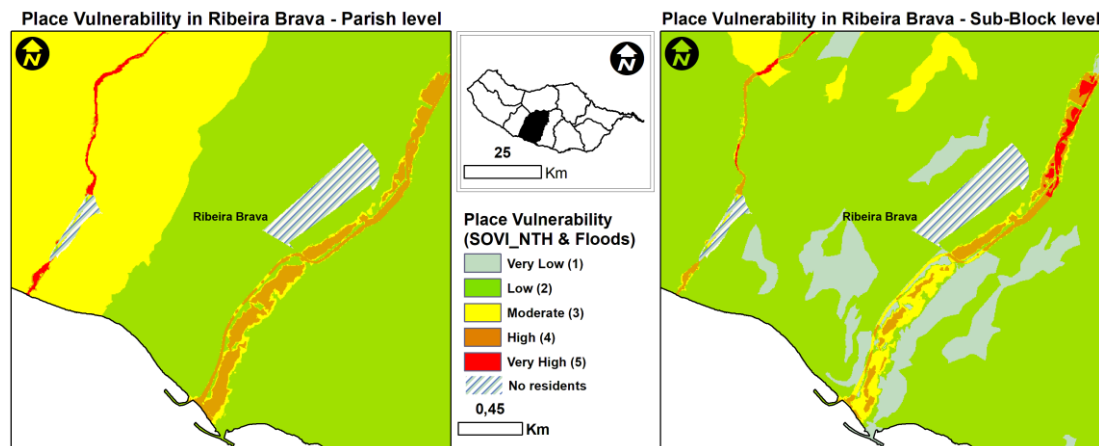 Place Vulnerability in Ribeira Brava - Parish level
N
Ribeira Brava
N
25
Km
Place Vulnerability
(SOVI_NTH & Floods)
Very Low (1)
Low (2)
Moderate (3)
High (4)
Very High (5)
No residents
0,45
Km
Place Vulnerability in Ribeira Brava - Sub-Block level
N
Ribeira Brava